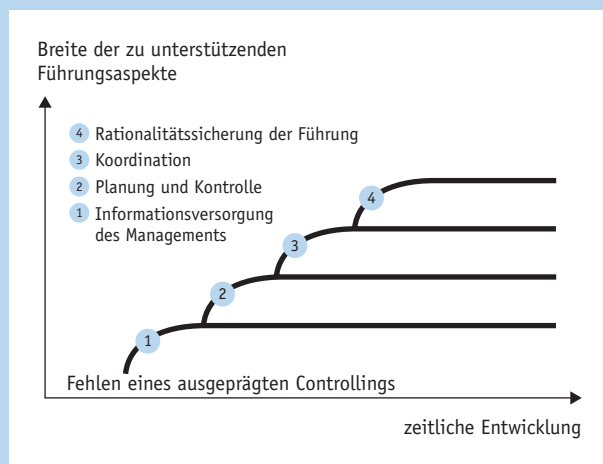 Breite der zu unterstützenden
Führungsaspekte
4 Rationalitätssicherung der Führung
3 Koordination
2 Planung und Kontrolle
1 Informationsversorgung
des Managements
4
3
2
1
Fehlen eines ausgeprägten Controllings
zeitliche Entwicklung